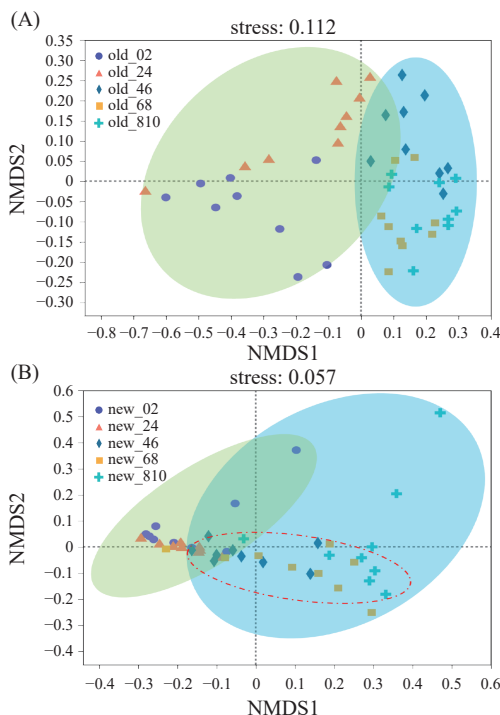 (A)
stress: 0.112
0.35
0.30
0.25
0.20
0.15
0.10
0.05
0
−0.05
−0.10
−0.15
−0.20
−0.25
−0.30
NMDS2
old_02
old_24
old_46
old_68
old_810
−0.8 −0.7 −0.6 −0.5 −0.4 −0.3 −0.2 −0.1 0 0.1 0.2 0.3 0.4
NMDS1
(B)
stress: 0.057
0.6
0.5
0.4
0.3
0.2
0.1
0
−0.1
−0.2
−0.3
−0.4
NMDS2
new_02
new_24
new_46
new_68
new_810
−0.4 −0.3 −0.2 −0.1 0 0.1 0.2 0.3 0.4 0.5 0.6
NMDS1